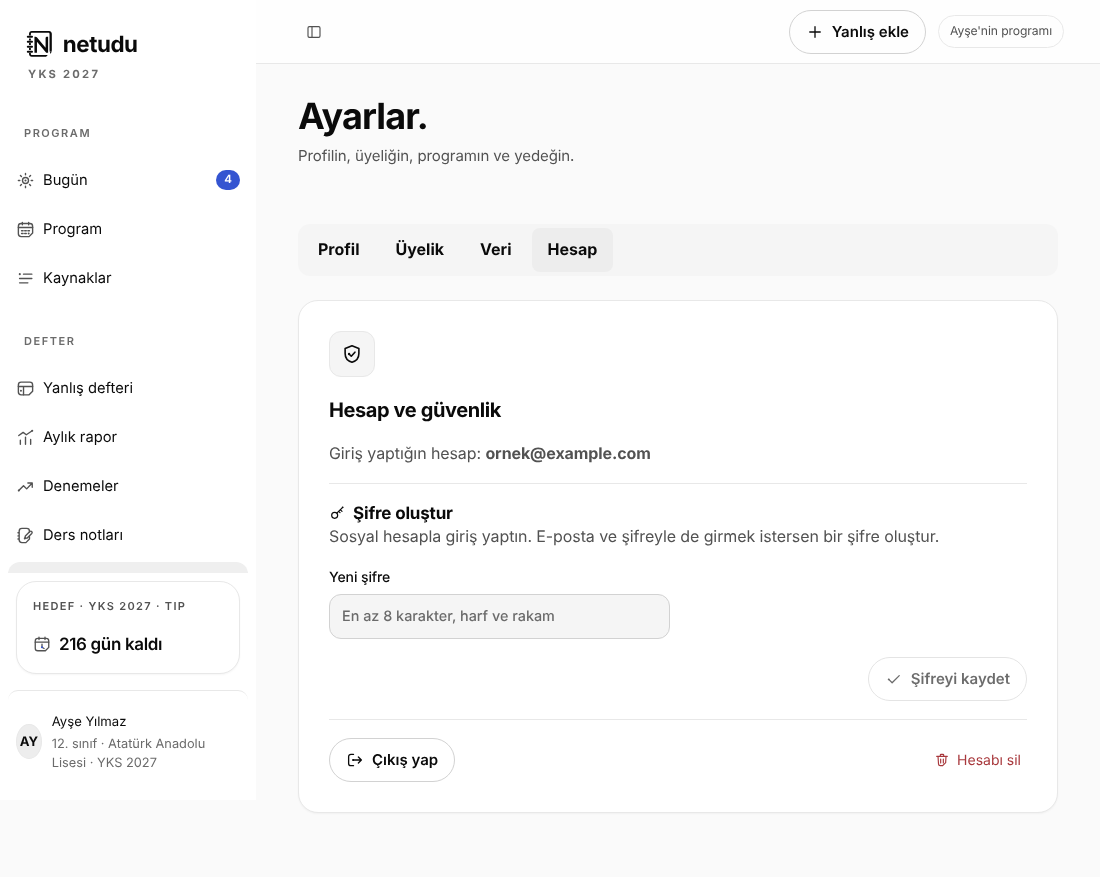 netudu
YKS 2027
PROGRAM
Bugün
4
Program
Kaynaklar
DEFTER
Yanlış defteri
Aylık rapor
Denemeler
Ders notları
HEDEF · YKS 2027 · TIP
216 gün kaldı
AY
Ayşe Yılmaz
12. sınıf · Atatürk Anadolu
Lisesi · YKS 2027
Yanlış ekle
Ayşe'nin programı
Ayarlar.
Profilin, üyeliğin, programın ve yedeğin.
Profil
Üyelik
Veri
Hesap
Hesap ve güvenlik
Giriş yaptığın hesap: ornek@example.com
Şifre oluştur
Sosyal hesapla giriş yaptın. E-posta ve şifreyle de girmek istersen bir şifre oluştur.
Yeni şifre
En az 8 karakter, harf ve rakam
Şifreyi kaydet
Çıkış yap
Hesabı sil